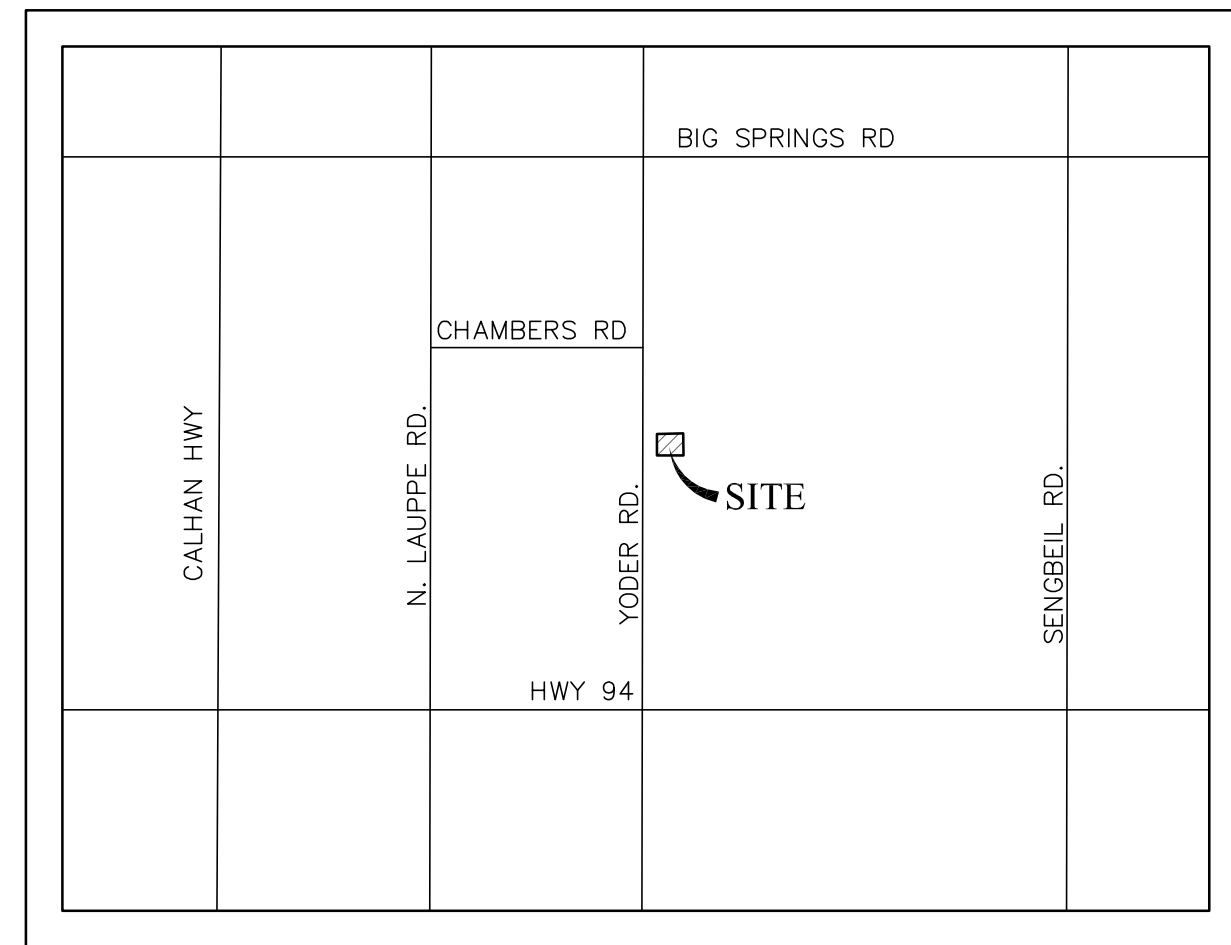 BIG SPRINGS RD
CHAMBERS RD
CALHAN HWY
N. LAUPPE RD.
YODER RD.
SITE
SENGBEIL RD.
HWY 94